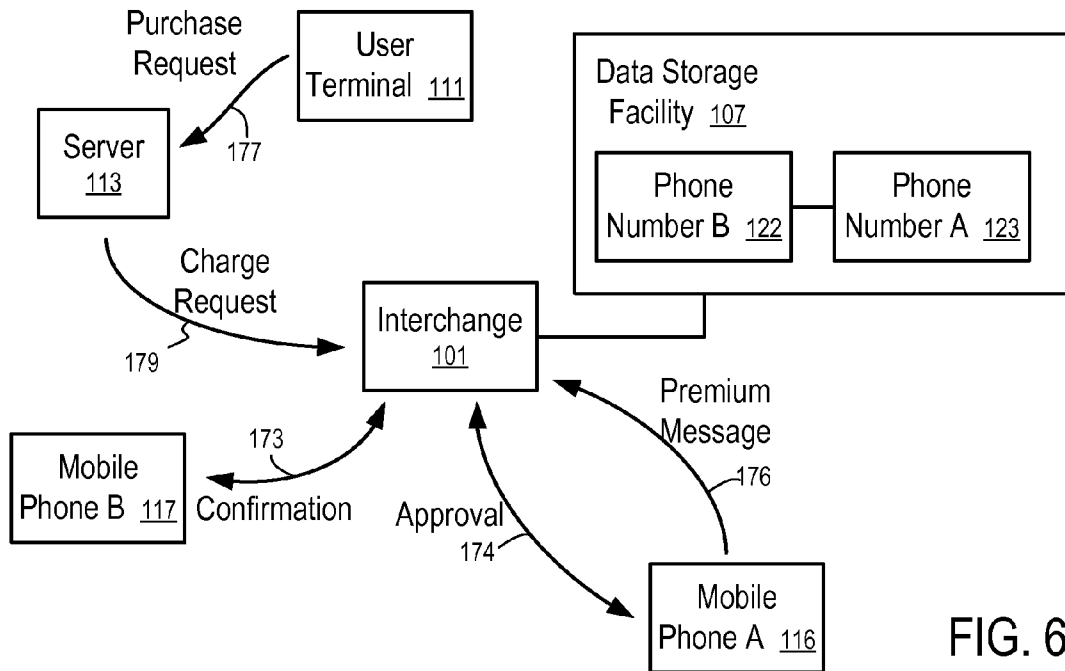 Purchase
Request
177
User
Terminal 111
Server
113
Data Storage
Facility 107
Phone
Number B 122
Phone
Number A 123
Charge
Request
179
Interchange
101
Premium
Message
176
173
Confirmation
Mobile
Phone B 117
Approval
174
Mobile
Phone A 116
FIG. 6